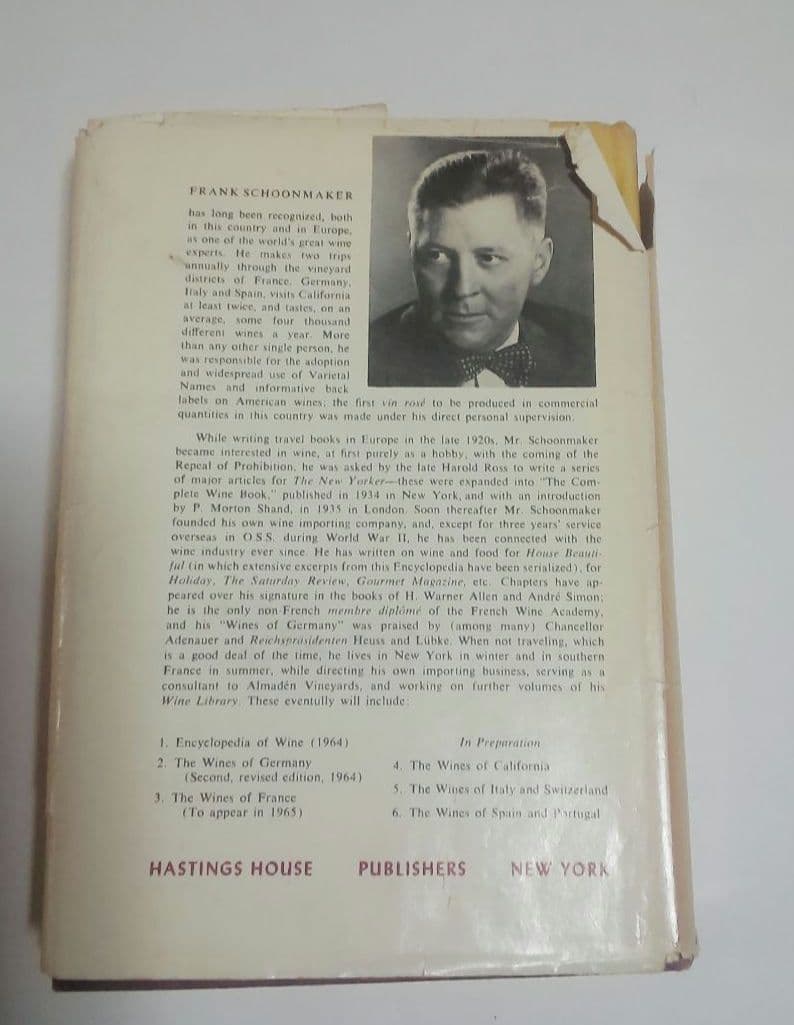 FRANK SCHOONMAKER
has long been recognized, both
in this country and in Europe,
as one of the world's great wine
experts. He makes two trips
annually through the vineyard
districts of France, Germany,
Italy and Spain, visits California
at least twice, and tastes, on an
average, some four thousand
different wines a year. More
than any other single person, he
was responsible for the adoption
and widespread use of Varietal
Names and informative back
labels on American wines; the first vin rosé to be produced in commercial
quantities in this country was made under his direct personal supervision.
While writing travel books in Europe in the late 1920s, Mr. Schoonmaker
became interested in wine, at first purely as a hobby, with the coming of the
Repeal of Prohibition, he was asked by the late Harold Ross to write a series
of major articles for The New Yorker—these were expanded into "The Com-
plete Wine Book," published in 1934 in New York, and with an introduction
by P. Morton Shand, in 1935 in London. Soon thereafter Mr. Schoonmaker
founded his own wine importing company, and, except for three years' service
overseas in O.S.S. during World War II, he has been connected with the
wine industry ever since. He has written on wine and food for House Beauti-
ful (in which extensive excerpts from this Encyclopedia have been serialized), for
Holiday, The Saturday Review, Gourmet Magazine, etc. Chapters have ap-
peared over his signature in the books of H. Warner Allen and André Simon;
he is the only non-French membre diplômé of the French Wine Academy,
and his "Wines of Germany" was praised by (among many) Chancellor
Adenauer and Reichspräsidenten Heuss and Lübke. When not traveling, which
is a good deal of the time, he lives in New York in winter and in southern
France in summer, while directing his own importing business, serving as a
consultant to Almadén Vineyards, and working on further volumes of his
Wine Library. These eventully will include:
1. Encyclopedia of Wine (1964)
2. The Wines of Germany
(Second, revised edition, 1964)
3. The Wines of France
(To appear in 1965)
In Preparation
4. The Wines of California
5. The Wines of Italy and Switzerland
6. The Wines of Spain and Portugal
HASTINGS HOUSE PUBLISHERS NEW YORK